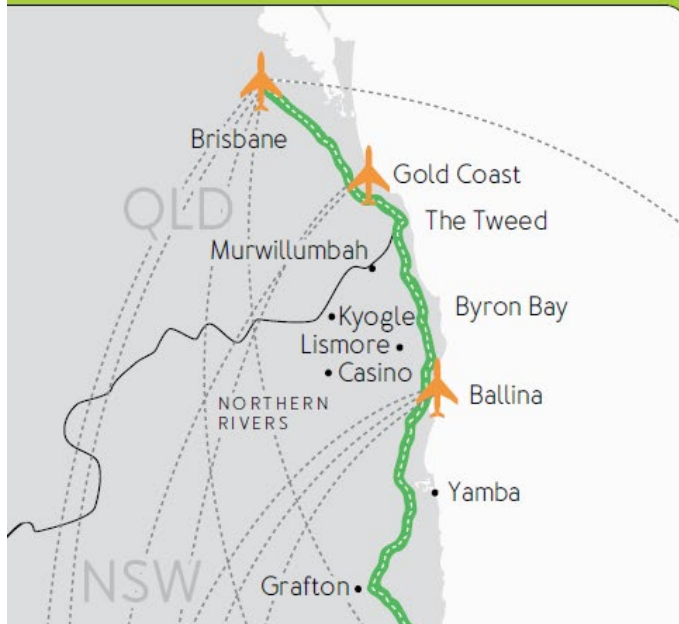 Brisbane
Gold Coast
QLD
The Tweed
Murwillumbah
Byron Bay
Kyogle
Lismore
Casino
Ballina
NORTHERN
RIVERS
Yamba
NSW
Grafton